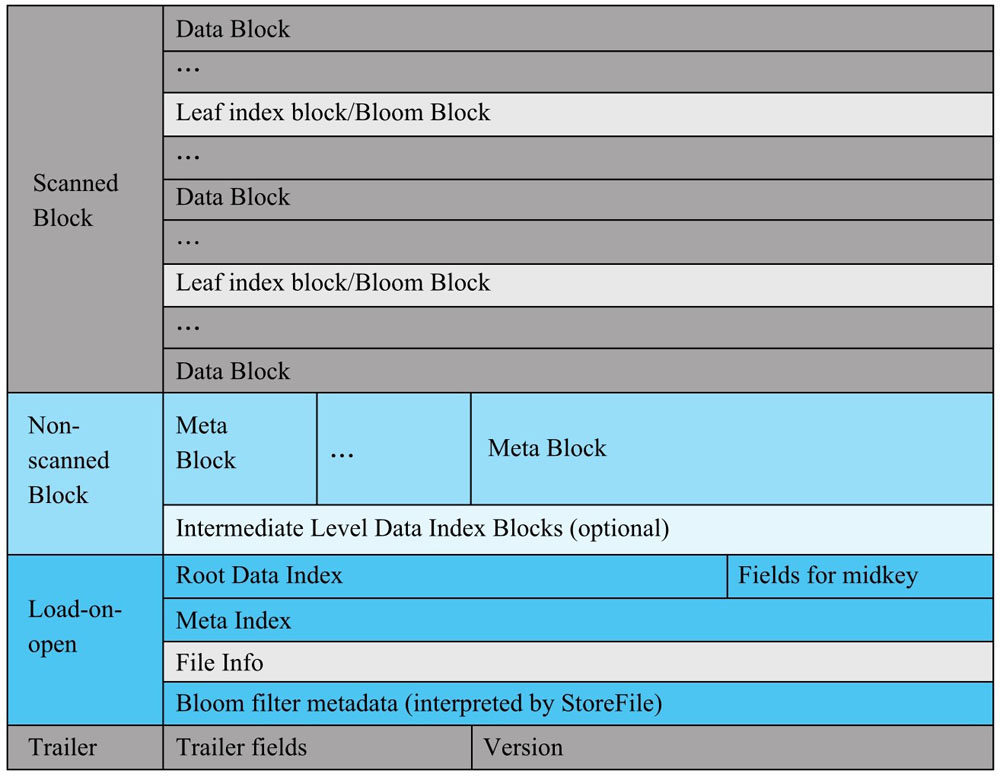 Scanned
Block
Data Block
...
Leaf index block/Bloom Block
...
Data Block
...
Leaf index block/Bloom Block
...
Data Block
Non-
scanned
Block
Meta
Block
...
Meta Block
Intermediate Level Data Index Blocks (optional)
Load-on-
open
Root Data Index
Fields for midkey
Meta Index
File Info
Bloom filter metadata (interpreted by StoreFile)
Trailer
Trailer fields
Version